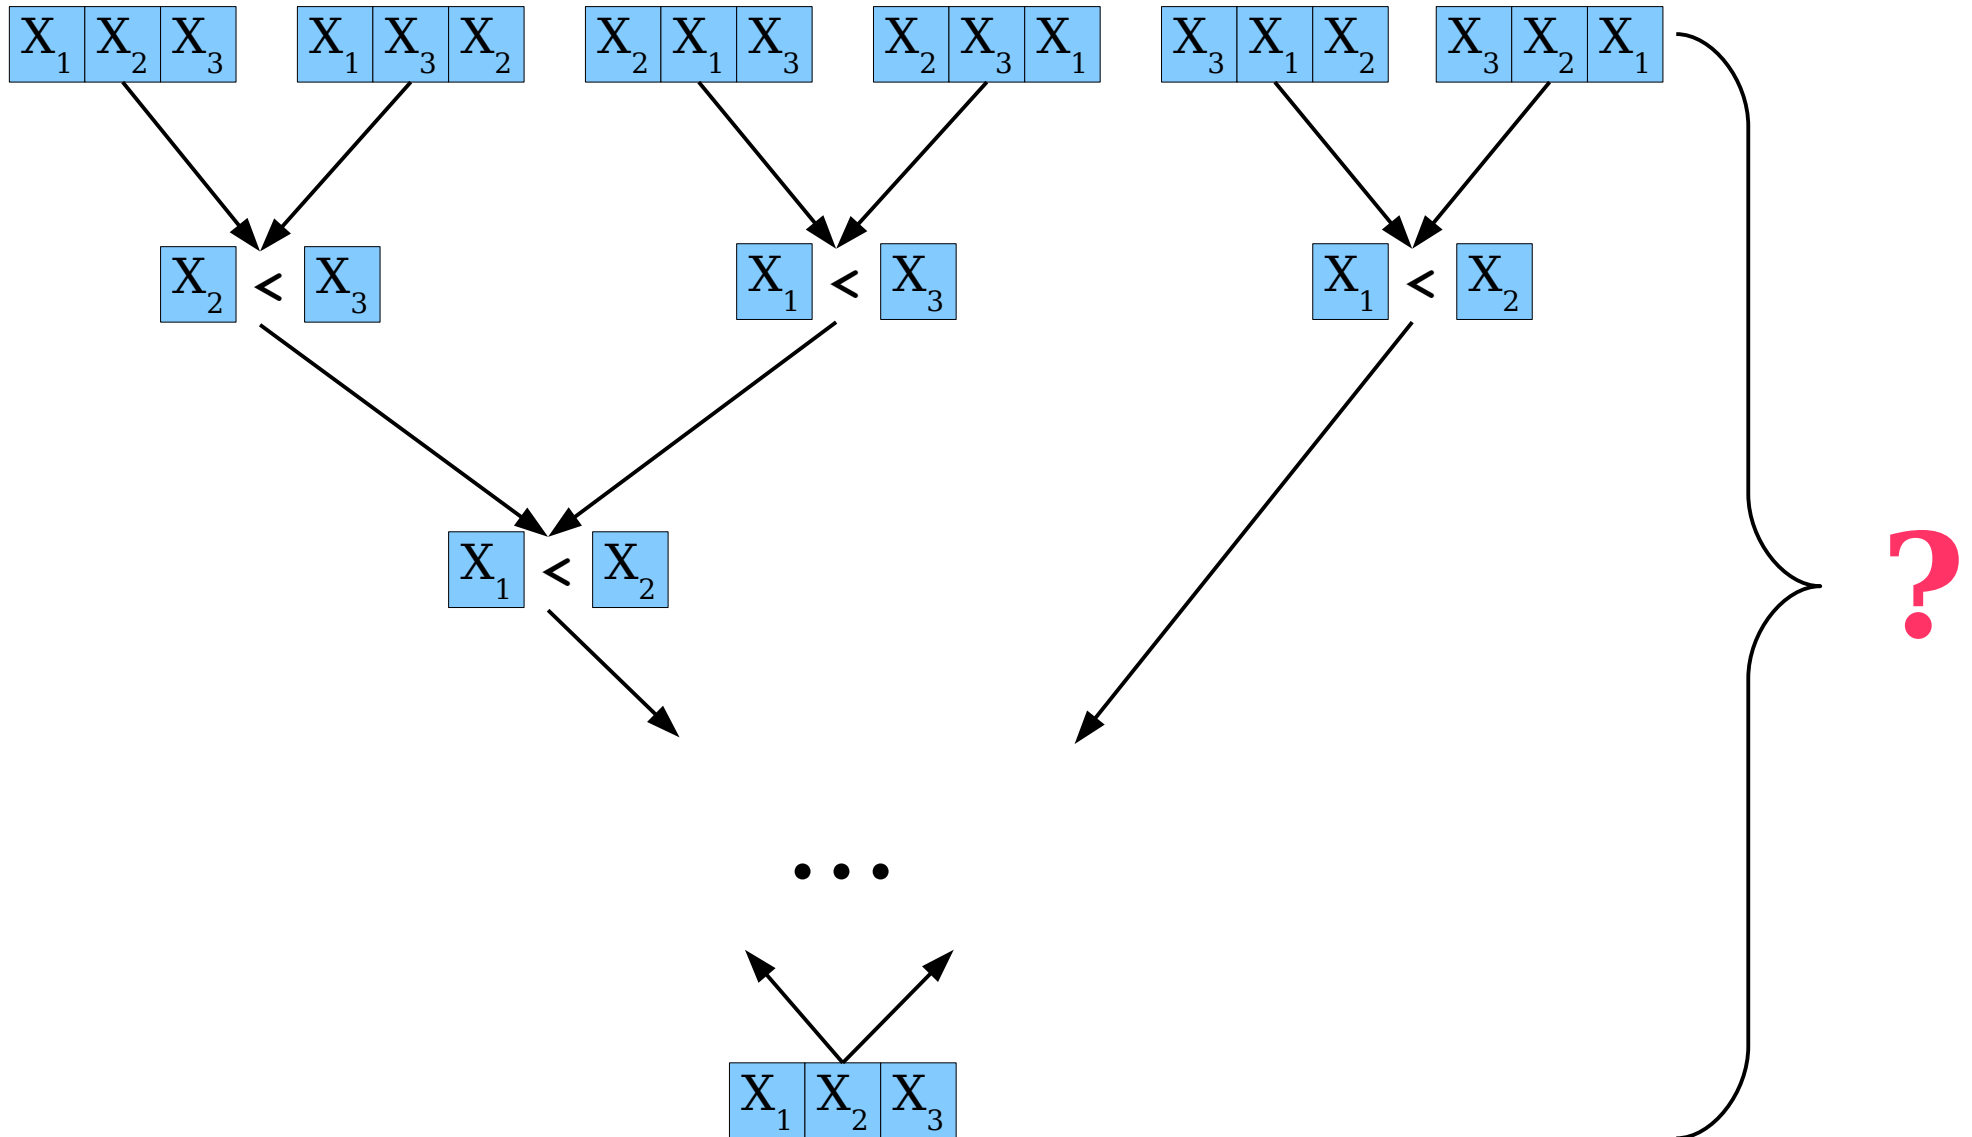 X₁ X₂ X₃ X₁ X₃ X₂ X₂ X₁ X₃ X₂ X₃ X₁ X₃ X₁ X₂ X₃ X₂ X₁
X₂ < X₃ X₁ < X₃ X₁ < X₂
X₁ < X₂
?
...
X₁ X₂ X₃